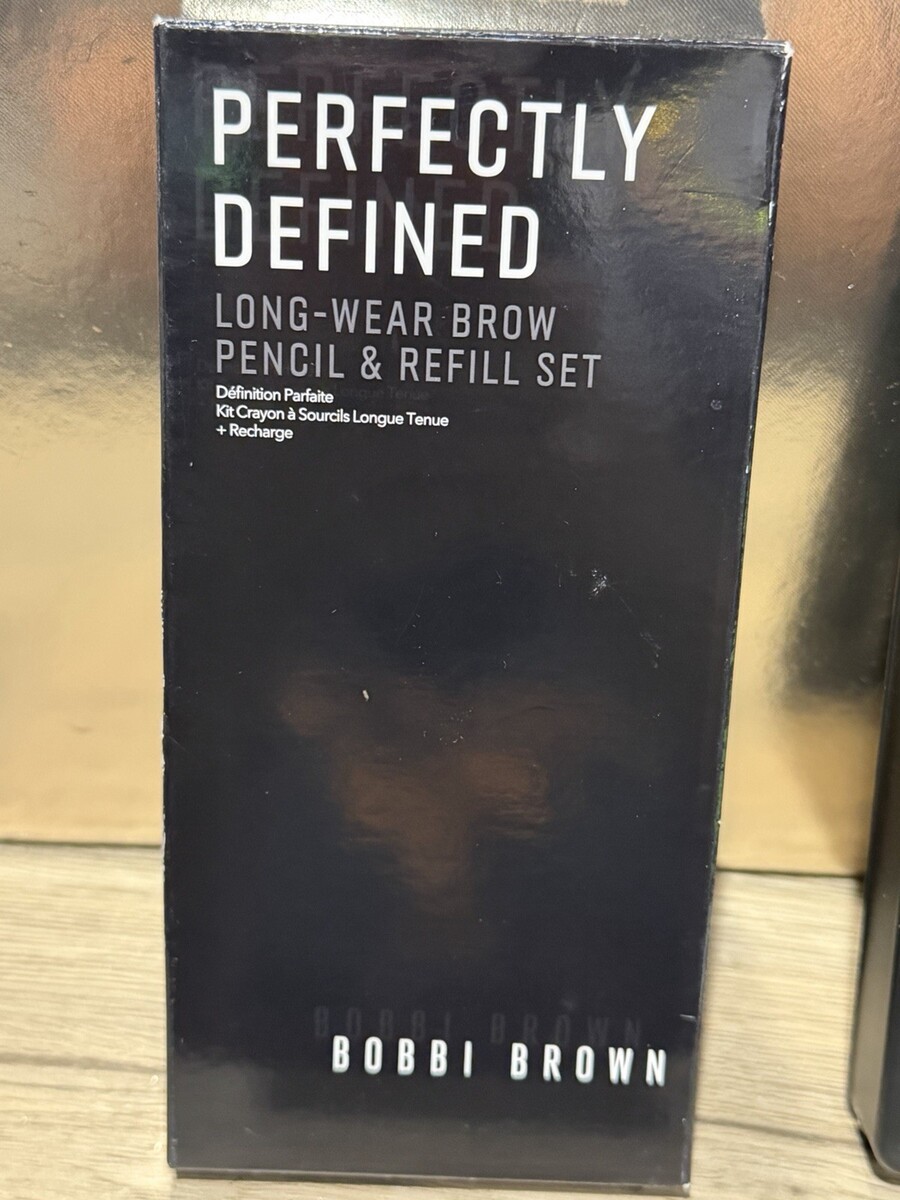 PERFECTLY
DEFINED
LONG-WEAR BROW
PENCIL & REFILL SET
Définition Parfaite
Kit Crayon à Sourcils Longue Tenue
+ Recharge
BOBBI BROWN